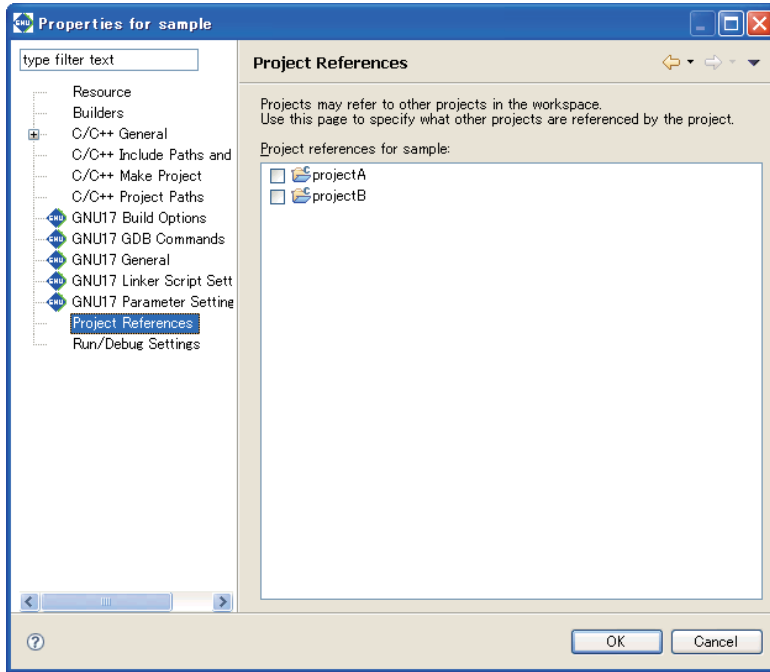 Properties for sample
type filter text
Resource
Builders
C/C++ General
C/C++ Include Paths and
C/C++ Make Project
C/C++ Project Paths
GNU17 Build Options
GNU17 GDB Commands
GNU17 General
GNU17 Linker Script Sett
GNU17 Parameter Setting
Project References
Run/Debug Settings
Project References
Projects may refer to other projects in the workspace.
Use this page to specify what other projects are referenced by the project.
Project references for sample:
projectA
projectB
OK
Cancel